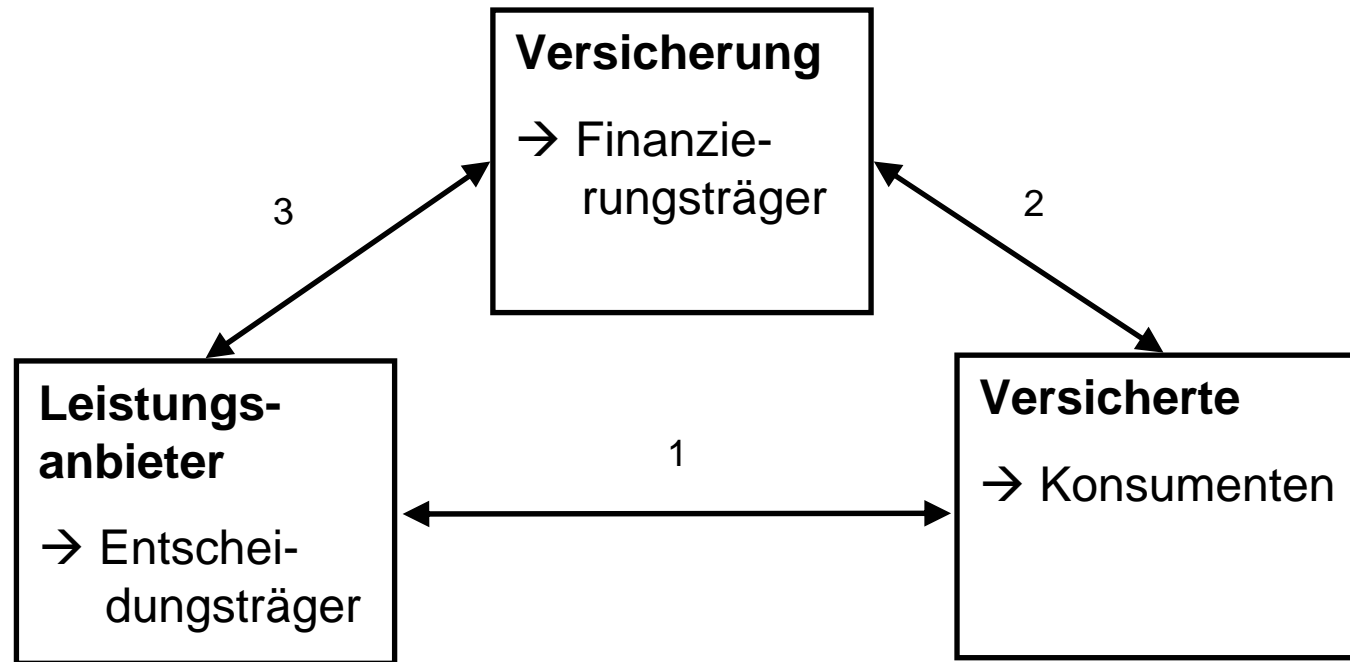 Versicherung
→ Finanzie-
rungsträger
3
2
Leistungs-
anbieter
→ Entschei-
dungsträger
1
Versicherte
→ Konsumenten